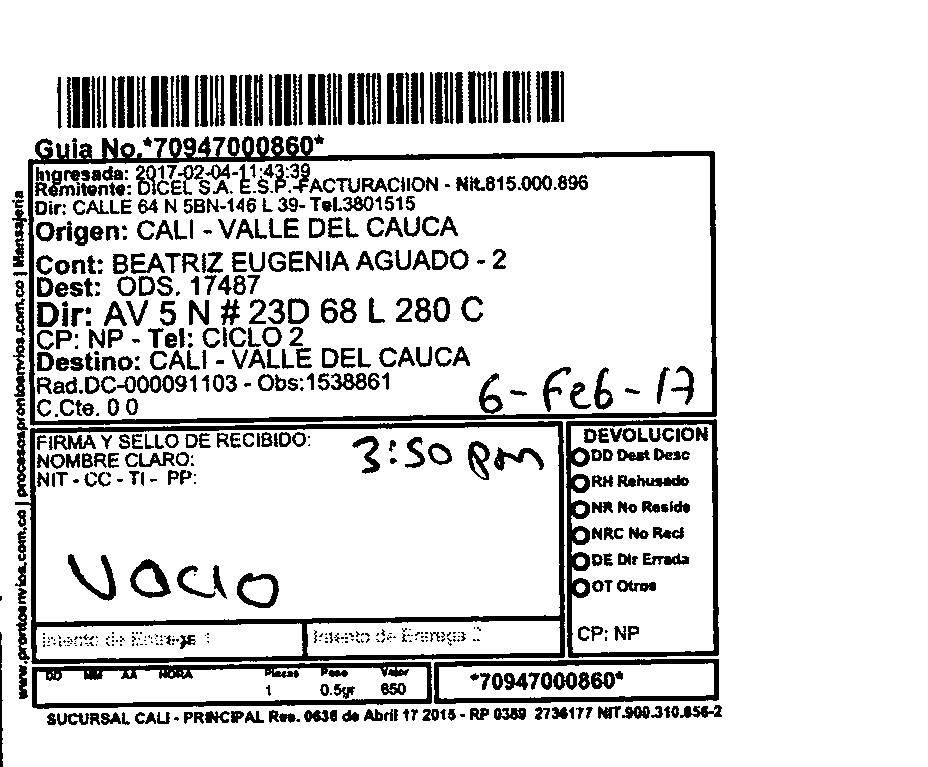 Guia No.*70947000860*
Ingresada: 2017-02-04-11:43:39
Remitente: DICEL S.A. E.S.P.-FACTURACIION - Nit.815.000.896
Dir: CALLE 64 N 5BN-146 L 39- Tel.3801515
Origen: CALI - VALLE DEL CAUCA
Cont: BEATRIZ EUGENIA AGUADO - 2
Dest: ODS. 17487
Dir: AV 5 N # 23D 68 L 280 C
CP: NP - Tel: CICLO 2
Destino: CALI - VALLE DEL CAUCA
Rad.DC-000091103 - Obs:1538861
C.Cte. 0 0
6-Feb-17
www.prontoenvios.com.co | procesosprontoenvios.com.co | Mensajeria
FIRMA Y SELLO DE RECIBIDO:
NOMBRE CLARO:
NIT - CC - TI - PP:
3:50 pm
Vacio
DEVOLUCION
DD Dest Desc
RH Rehusado
NR No Reside
NRC No Reci
DE Dir Errada
OT Otros
CP: NP
Intento de Entrega 1
Intento de Entrega 2
DD MM AA HORA
Piezas Peso Valor
1 0.5gr 650
*70947000860*
SUCURSAL CALI - PRINCIPAL Res. 0636 de Abril 17 2015 - RP 0389 2736177 NIT.900.310.856-2